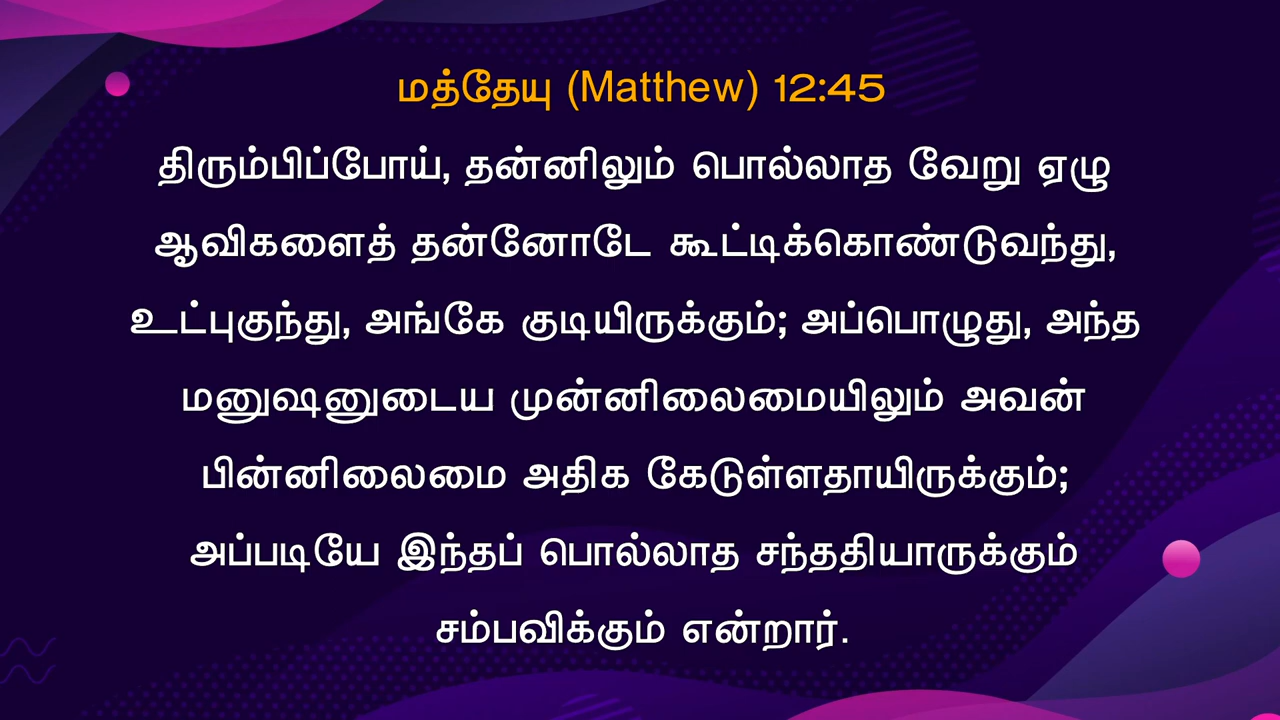 மத்தேயு (Matthew) 12:45
திரும்பிப்போய், தன்னிலும் பொல்லாத வேறு ஏழு
ஆவிகளைத் தன்னோடே கூட்டிக்கொண்டுவந்து,
உட்புகுந்து, அங்கே குடியிருக்கும்; அப்பொழுது, அந்த
மனுஷனுடைய முன்னிலைமையிலும் அவன்
பின்னிலைமை அதிக கேடுள்ளதாயிருக்கும்;
அப்படியே இந்தப் பொல்லாத சந்ததியாருக்கும்
சம்பவிக்கும் என்றார்.